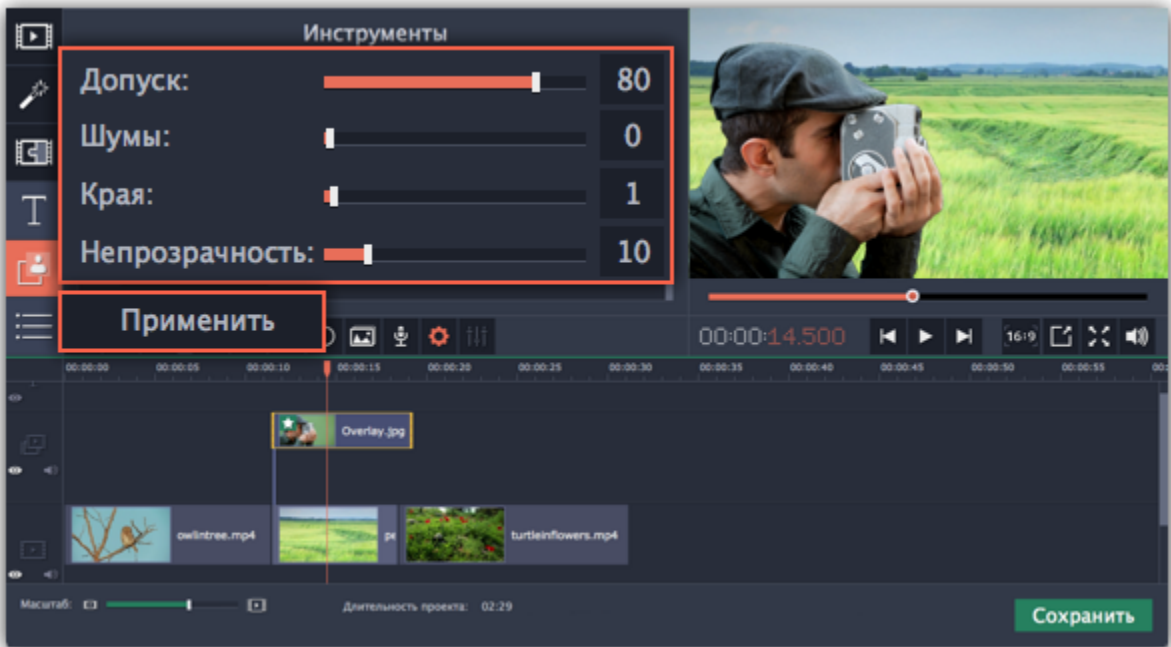 Инструменты
Допуск: 80
Шумы: 0
Края: 1
Непрозрачность: 10
Применить
T
00:00:14.500
16:9
00:00:00 00:00:05 00:00:10 00:00:15 00:00:20 00:00:25 00:00:30 00:00:35 00:00:40 00:00:45 00:00:50 00:00:55
Overlay.jpg
owlintree.mp4
turtleinflowers.mp4
Масштаб:
Длительность проекта: 02:29
Сохранить